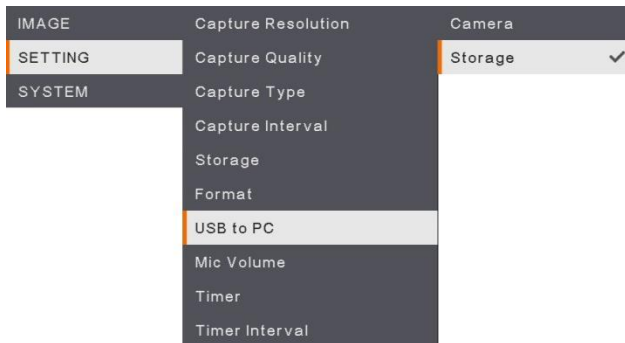 IMAGE
SETTING
SYSTEM
Capture Resolution
Capture Quality
Capture Type
Capture Interval
Storage
Format
USB to PC
Mic Volume
Timer
Timer Interval
Camera
Storage